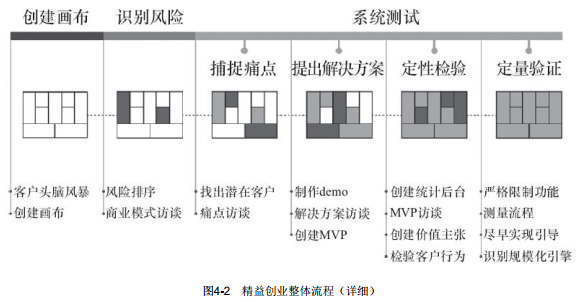 创建画布
识别风险
系统测试
捕捉痛点
提出解决方案
定性检验
定量验证
•客户头脑风暴
•创建画布
•风险排序
•商业模式访谈
•找出潜在客户
•痛点访谈
•制作demo
•解决方案访谈
•创建MVP
•创建统计后台
•MVP访谈
•创建价值主张
•检验客户行为
•严格限制功能
•测量流程
•尽早实现引导
•识别规模化引擎
图4-2 精益创业整体流程（详细）